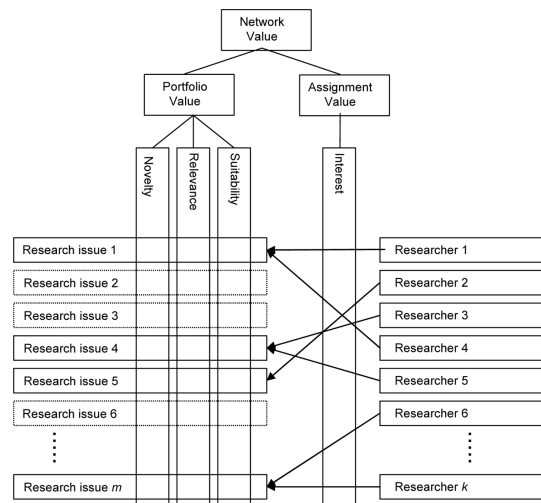 Network
Value
Portfolio
Value
Assignment
Value
Novelty
Relevance
Suitability
Interest
Research issue 1
Researcher 1
Research issue 2
Researcher 2
Research issue 3
Researcher 3
Research issue 4
Researcher 4
Research issue 5
Researcher 5
Research issue 6
Researcher 6
Research issue m
Researcher k